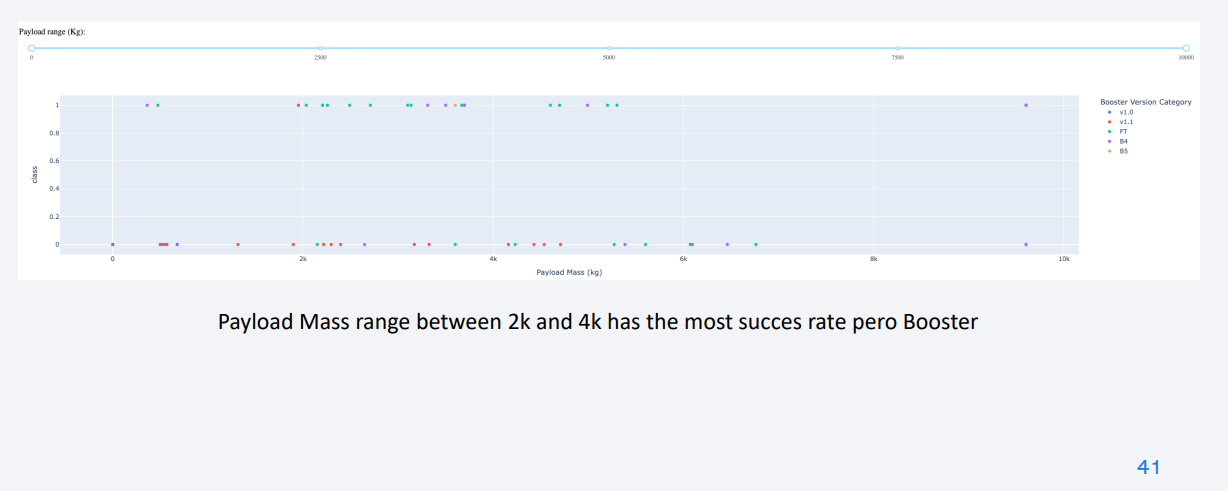 Payload range (Kg):
0 2500 5000 7500 10000
1
0.8
0.6
0.4
0.2
0
class
0 2k 4k 6k 8k 10k
Payload Mass (kg)
Booster Version Category
v1.0
v1.1
FT
B4
B5
Payload Mass range between 2k and 4k has the most succes rate pero Booster
41